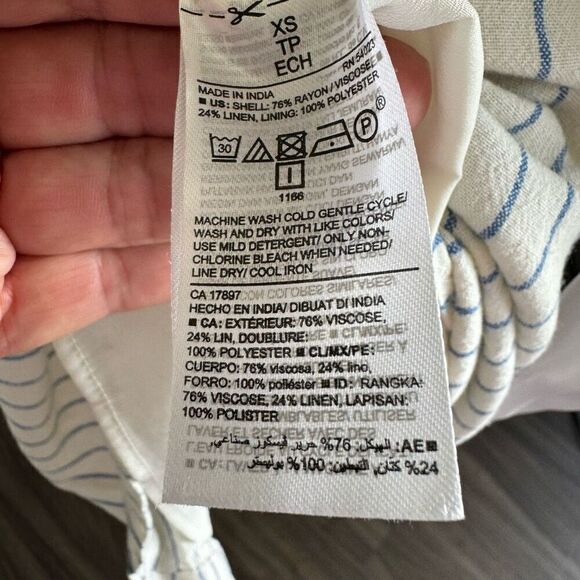 XS
TP
ECH
RN 54023
MADE IN INDIA
■ US: SHELL: 76% RAYON / VISCOSE,
24% LINEN, LINING: 100% POLYESTER
30
P
®
I
1166
MACHINE WASH COLD GENTLE CYCLE/
WASH AND DRY WITH LIKE COLORS/
USE MILD DETERGENT/ ONLY NON-
CHLORINE BLEACH WHEN NEEDED/
LINE DRY/ COOL IRON
CA 17897
HECHO EN INDIA/ DIBUAT DI INDIA
■ CA: EXTÉRIEUR: 76% VISCOSE,
24% LIN, DOUBLURE:
100% POLYESTER ■ CL/MX/PE:
CUERPO: 76% viscosa, 24% lino,
FORRO: 100% poliéster ■ ID: RANGKA:
76% VISCOSE, 24% LINEN, LAPISAN:
100% POLISTER
■ AE: الهيكل: 76% حرير فيسكوز صناعي,
24% كتان, التبطين: 100% بوليستر